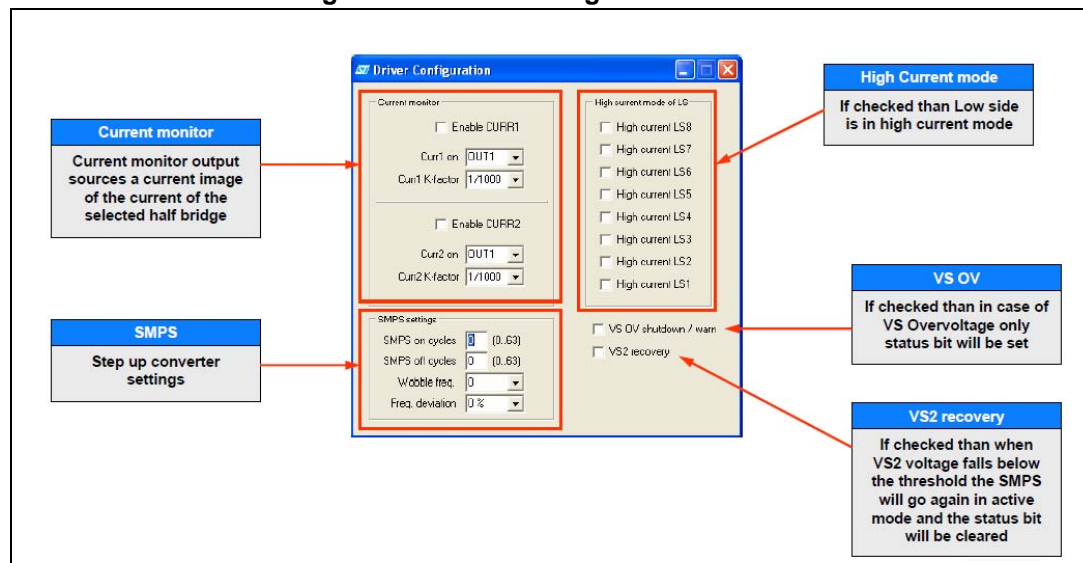 Driver Configuration
Current monitor
Enable CURR1
Curr1 on OUT1
Curr1 K-factor 1/1000
Enable CURR2
Curr2 on OUT1
Curr2 K-factor 1/1000
High current mode of LS
High current LS8
High current LS7
High current LS6
High current LS5
High current LS4
High current LS3
High current LS2
High current LS1
SMPS settings
SMPS on cycles 0 (0..63)
SMPS off cycles 0 (0..63)
Wobble freq. 0
Freq. deviation 0 %
VS OV shutdown / warn
VS2 recovery
Current monitor
Current monitor output
sources a current image
of the current of the
selected half bridge
SMPS
Step up converter
settings
High Current mode
If checked than Low side
is in high current mode
VS OV
If checked than in case of
VS Overvoltage only
status bit will be set
VS2 recovery
If checked than when
VS2 voltage falls below
the threshold the SMPS
will go again in active
mode and the status bit
will be cleared